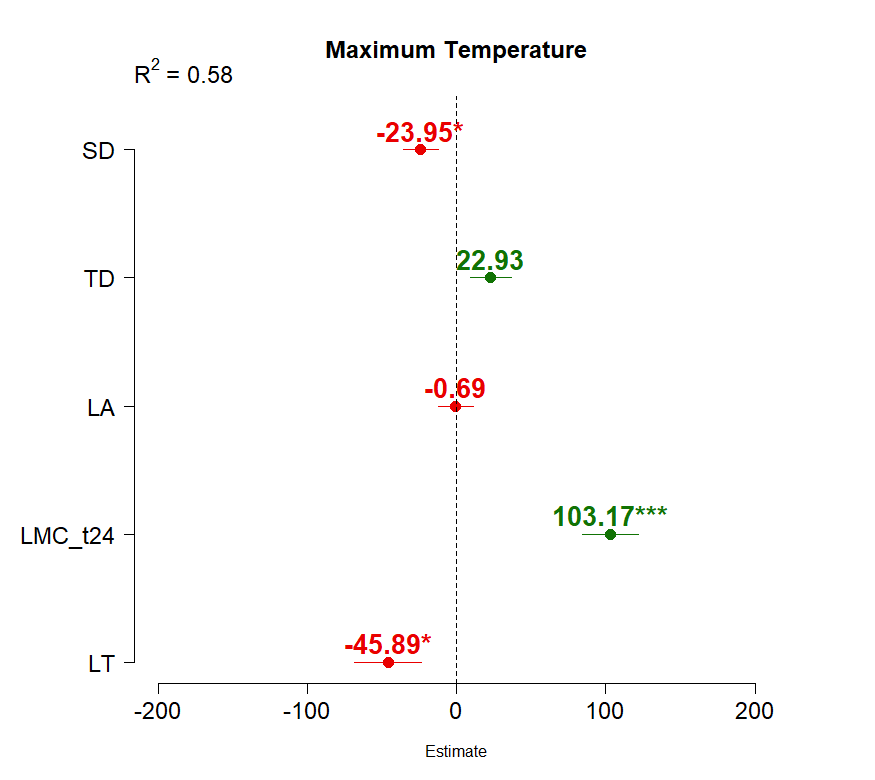 Maximum Temperature
R² = 0.58
-23.95*
SD
22.93
TD
-0.69
LA
103.17***
LMC_t24
-45.89*
LT
-200 -100 0 100 200
Estimate